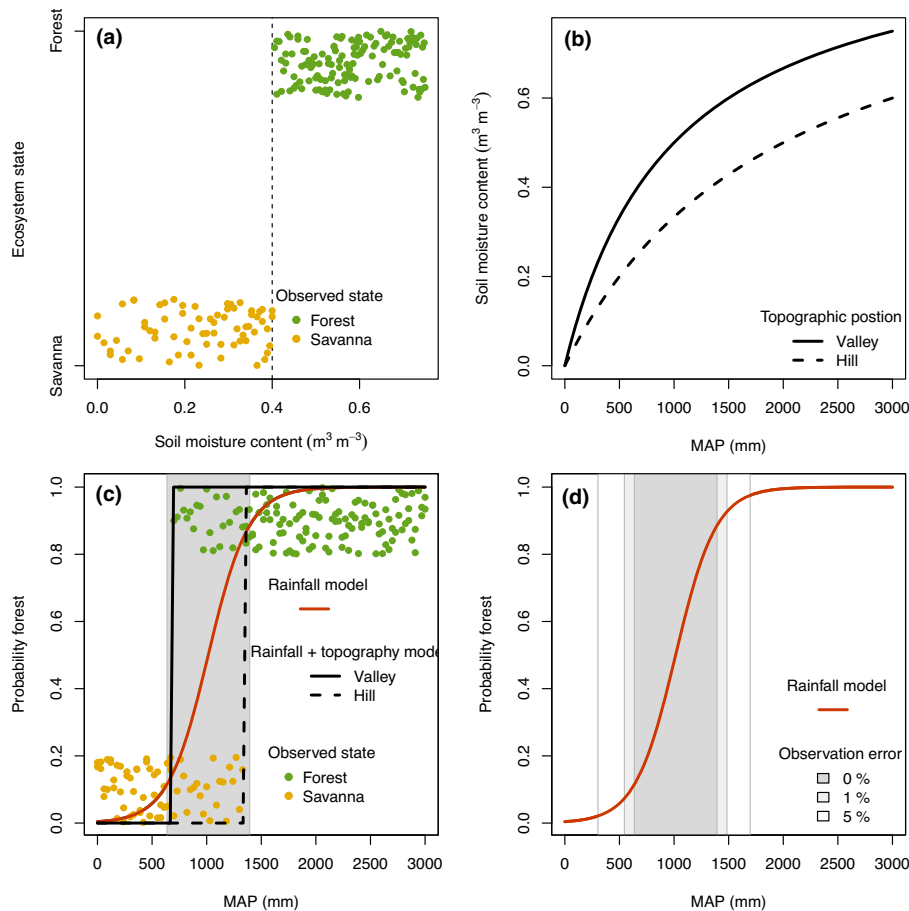 (a)
Forest
Savanna
Ecosystem state
Observed state
Forest
Savanna
0.0 0.2 0.4 0.6
Soil moisture content (m³ m⁻³)
(b)
0.6
0.4
0.2
0.0
Soil moisture content (m³ m⁻³)
Topographic postion
Valley
Hill
0 500 1000 1500 2000 2500 3000
MAP (mm)
(c)
1.0
0.8
0.6
0.4
0.2
0.0
Probability forest
Rainfall model
Rainfall + topography mode
Valley
Hill
Observed state
Forest
Savanna
0 500 1000 1500 2000 2500 3000
MAP (mm)
(d)
1.0
0.8
0.6
0.4
0.2
0.0
Probability forest
Rainfall model
Observation error
0 %
1 %
5 %
0 500 1000 1500 2000 2500 3000
MAP (mm)